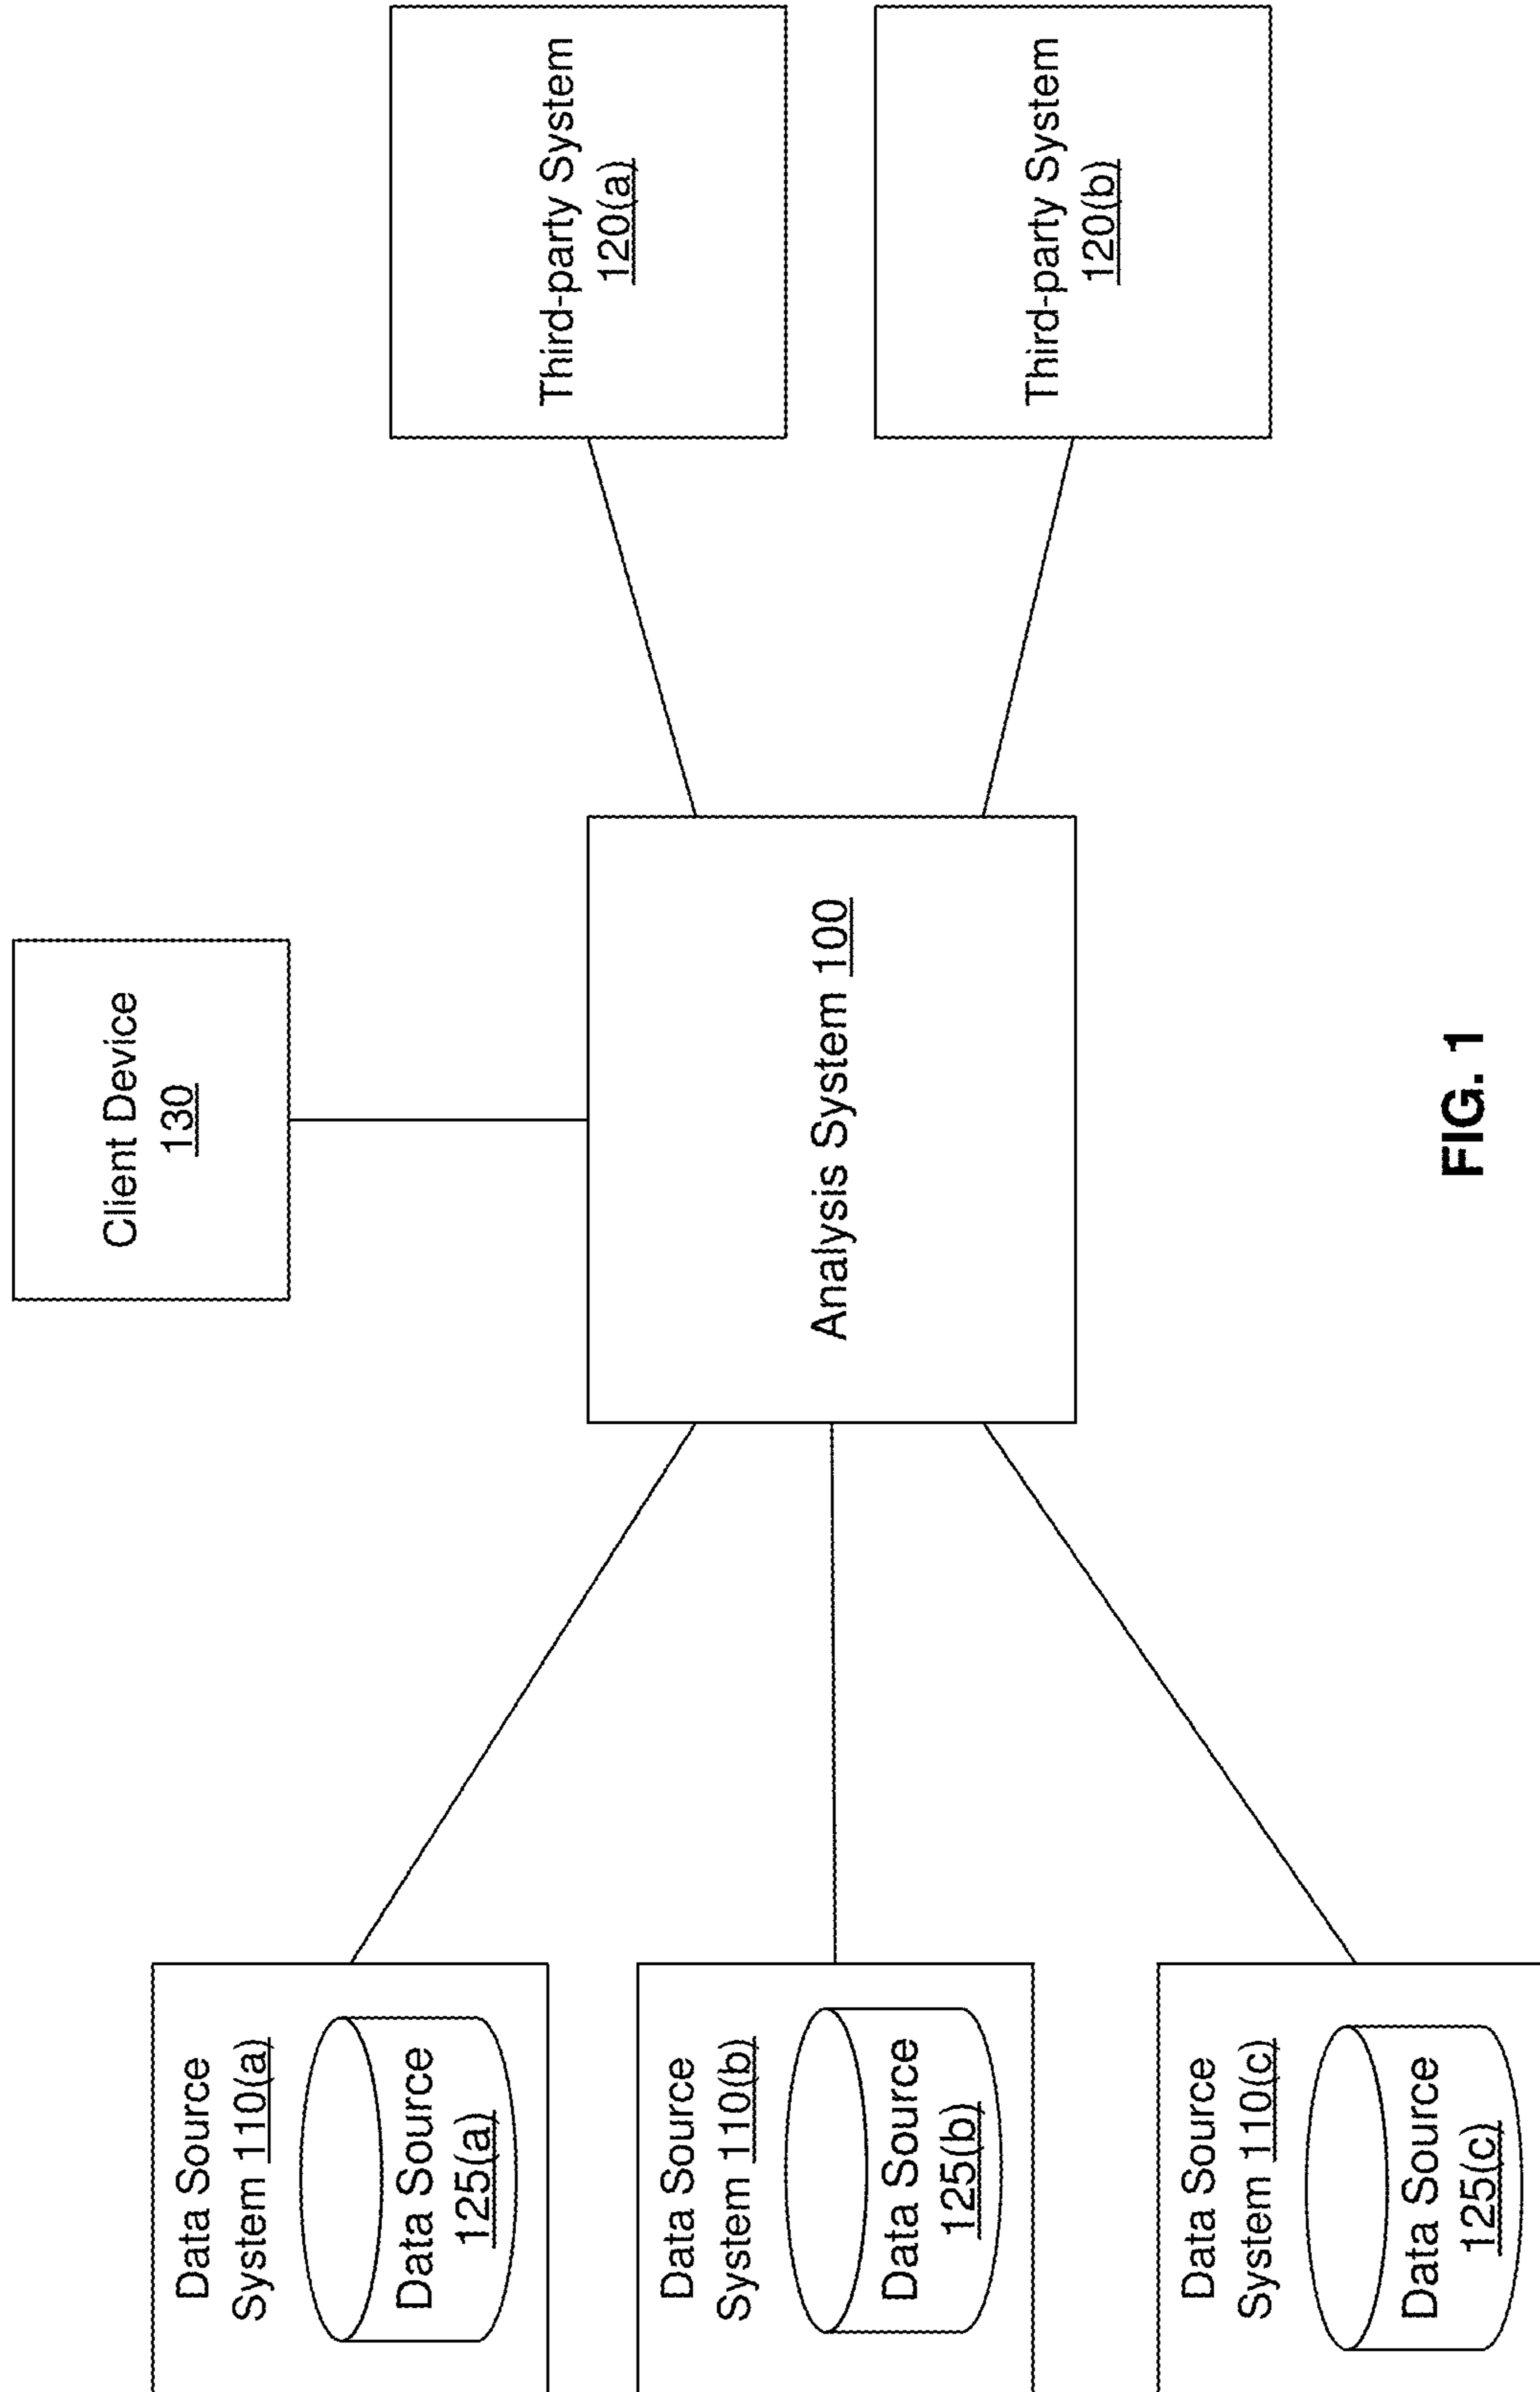 Client Device
130
Data Source
System 110(a)
Data Source
125(a)
Data Source
System 110(b)
Data Source
125(b)
Data Source
System 110(c)
Data Source
125(c)
Analysis System 100
Third-party System
120(a)
Third-party System
120(b)
FIG. 1